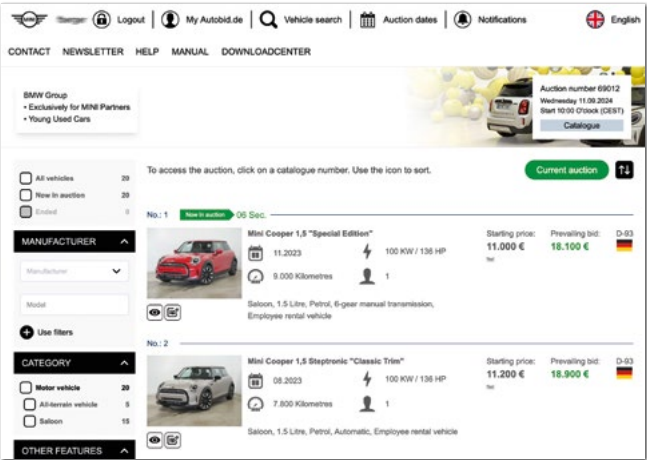 MINI
Logout
My Autobid.de
Vehicle search
Auction dates
Notifications
English
CONTACT NEWSLETTER HELP MANUAL DOWNLOADCENTER
BMW Group
• Exclusively for MINI Partners
• Young Used Cars
Auction number 69012
Wednesday 11.09.2024
Start 10:00 O'clock (CEST)
Catalogue
All vehicles 20
Now in auction 20
Ended 0
To access the auction, click on a catalogue number. Use the icon to sort.
Current auction
MANUFACTURER
Manufacturer
Model
Use filters
CATEGORY
Motor vehicle 20
All-terrain vehicle 5
Saloon 15
OTHER FEATURES
No.: 1 Now in auction 06 Sec.
Mini Cooper 1,5 "Special Edition"
11.2023 100 KW / 136 HP
9.000 Kilometres 1
Saloon, 1.5 Litre, Petrol, 6-gear manual transmission,
Employee rental vehicle
Starting price: Prevailing bid: D-93
11.000 € 18.100 €
No.: 2
Mini Cooper 1,5 Steptronic "Classic Trim"
08.2023 100 KW / 136 HP
7.800 Kilometres 1
Saloon, 1.5 Litre, Petrol, Automatic, Employee rental vehicle
Starting price: Prevailing bid: D-93
11.200 € 18.900 €